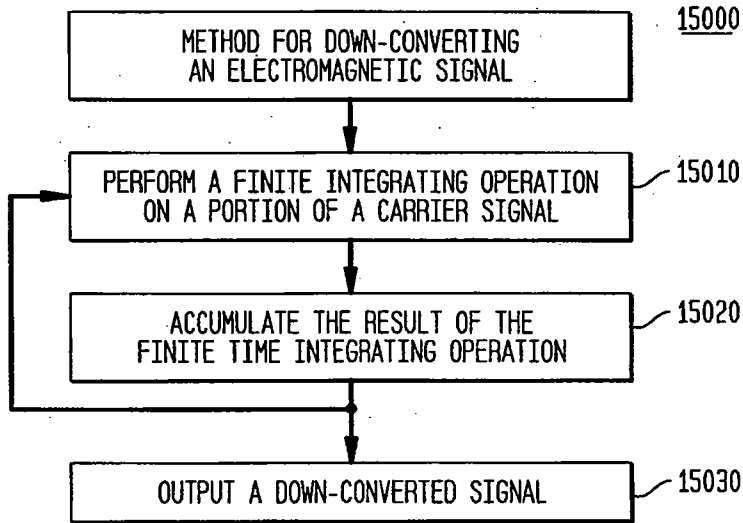 15000
METHOD FOR DOWN-CONVERTING
AN ELECTROMAGNETIC SIGNAL
PERFORM A FINITE INTEGRATING OPERATION
ON A PORTION OF A CARRIER SIGNAL
15010
ACCUMULATE THE RESULT OF THE
FINITE TIME INTEGRATING OPERATION
15020
OUTPUT A DOWN-CONVERTED SIGNAL
15030